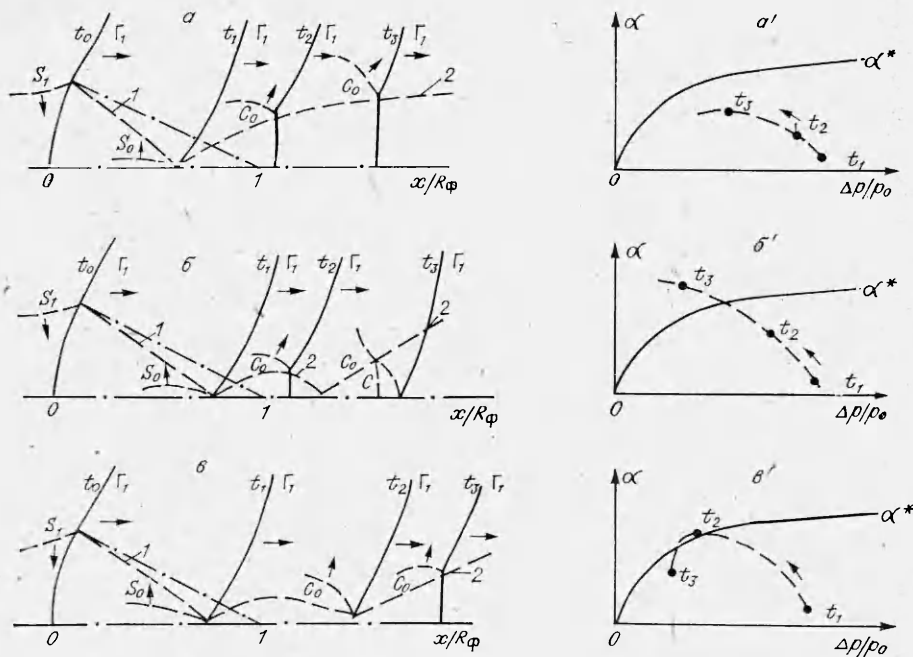 а
t₀ Γ₁ t₁ Γ₁ t₂ Γ₁ t₃ Γ₁
S₁ 1 S₀ C₀ C₀ 2
0 1 x/Rф
α а′
α*
t₃ t₂ t₁
0 Δp/p₀
б
t₀ Γ₁ t₁ Γ₁ t₂ Γ₁ t₃ Γ₁
S₁ 1 S₀ C₀ 2 C₀ C 2
0 1 x/Rф
α б′
α*
t₃ t₂ t₁
0 Δp/p₀
в
t₀ Γ₁ t₁ Γ₁ t₂ Γ₁ t₃ Γ₁
S₁ 1 S₀ C₀ C₀ 2
0 1 x/Rф
α в′
α*
t₂ t₃ t₁
0 Δp/p₀